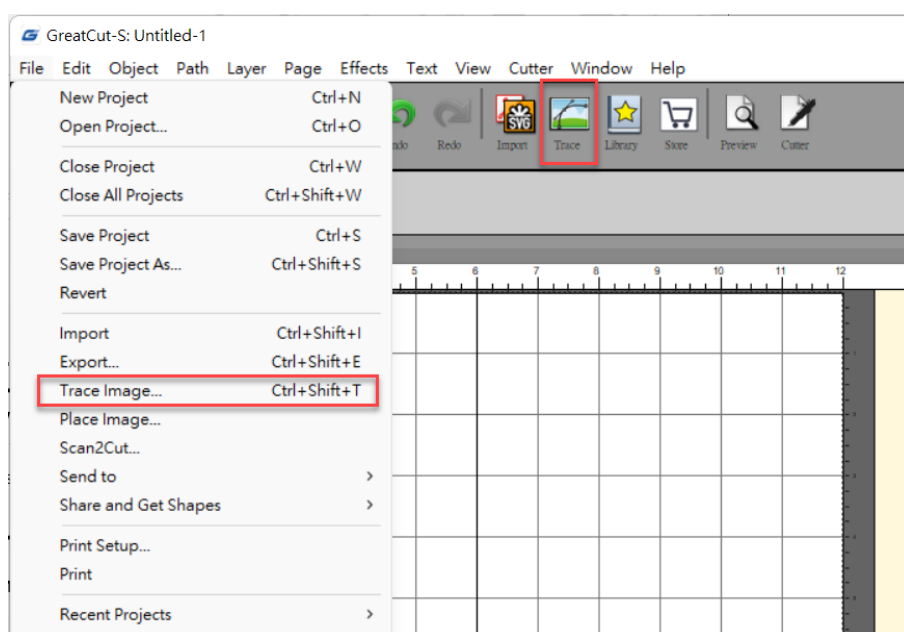 GreatCut-S: Untitled-1
File Edit Object Path Layer Page Effects Text View Cutter Window Help
New Project Ctrl+N
Open Project... Ctrl+O
Close Project Ctrl+W
Close All Projects Ctrl+Shift+W
Save Project Ctrl+S
Save Project As... Ctrl+Shift+S
Revert
Import Ctrl+Shift+I
Export... Ctrl+Shift+E
Trace Image... Ctrl+Shift+T
Place Image...
Scan2Cut...
Send to
Share and Get Shapes
Print Setup...
Print
Recent Projects
SVG
Redo Import Trace Library Store Preview Cutter
5 6 7 8 9 10 11 12